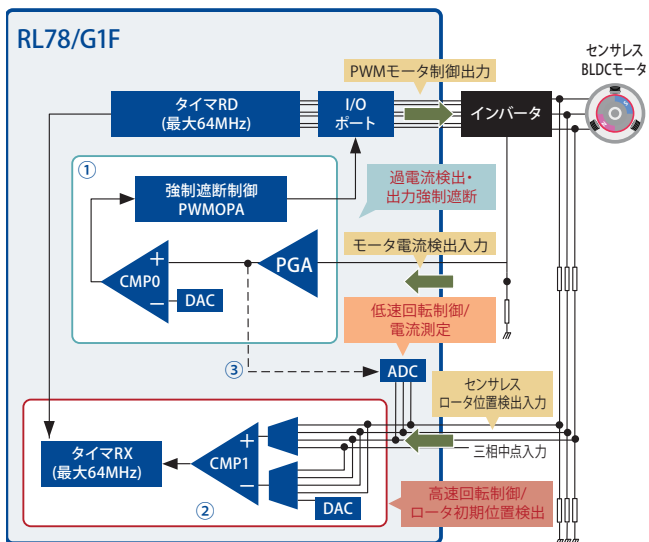 RL78/G1F
センサレス
BLDCモータ
PWMモータ制御出力
タイマRD
(最大64MHz)
I/O
ポート
インバータ
①
強制遮断制御
PWMOPA
過電流検出・
出力強制遮断
モータ電流検出入力
+
CMP0
−
DAC
PGA
低速回転制御/
電流測定
③
ADC
センサレス
ロータ位置検出入力
タイマRX
(最大64MHz)
+
CMP1
−
三相中点入力
DAC
②
高速回転制御/
ロータ初期位置検出